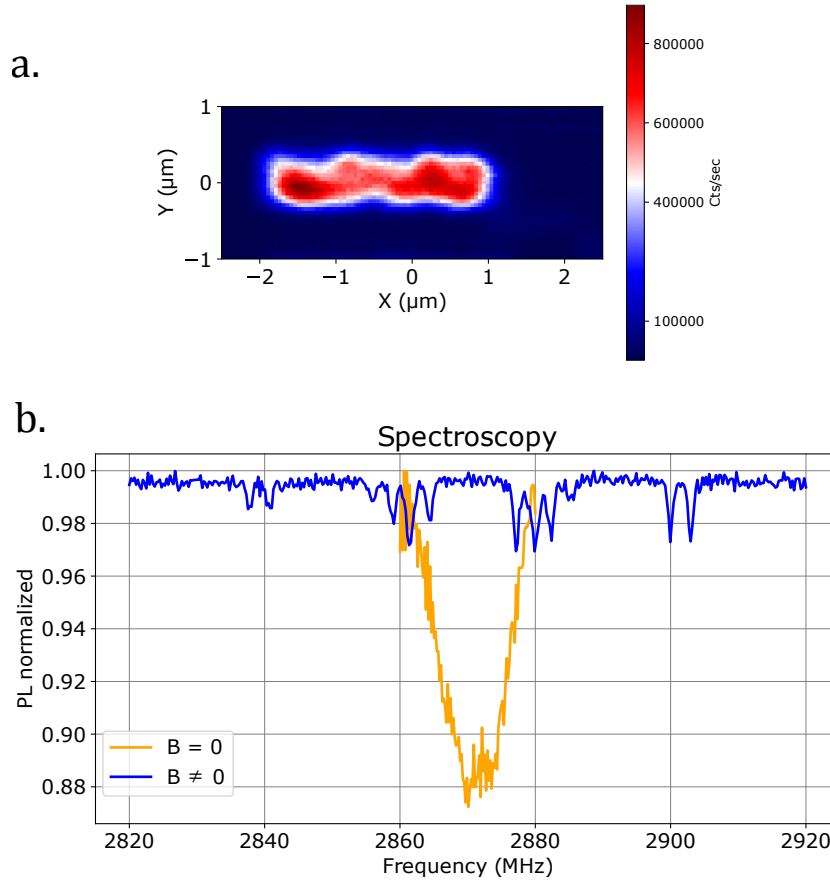 a.
1
0
−1
Y (μm)
−2
−1
0
1
2
X (μm)
800000
600000
400000
100000
Cts/sec
b.
Spectroscopy
1.00
0.98
0.96
0.94
0.92
0.90
0.88
PL normalized
B = 0
B ≠ 0
2820
2840
2860
2880
2900
2920
Frequency (MHz)